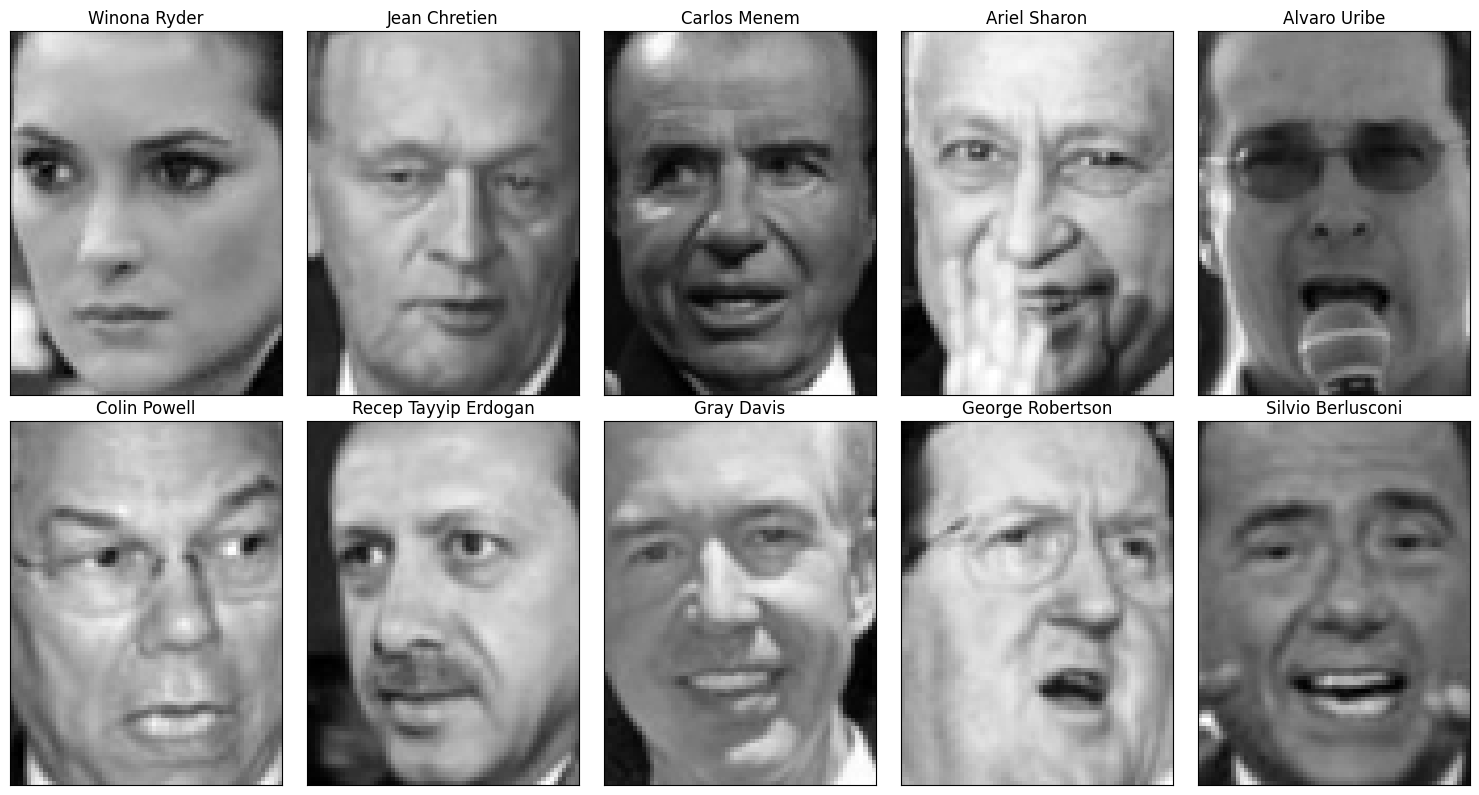 Winona Ryder
Jean Chretien
Carlos Menem
Ariel Sharon
Alvaro Uribe
Colin Powell
Recep Tayyip Erdogan
Gray Davis
George Robertson
Silvio Berlusconi